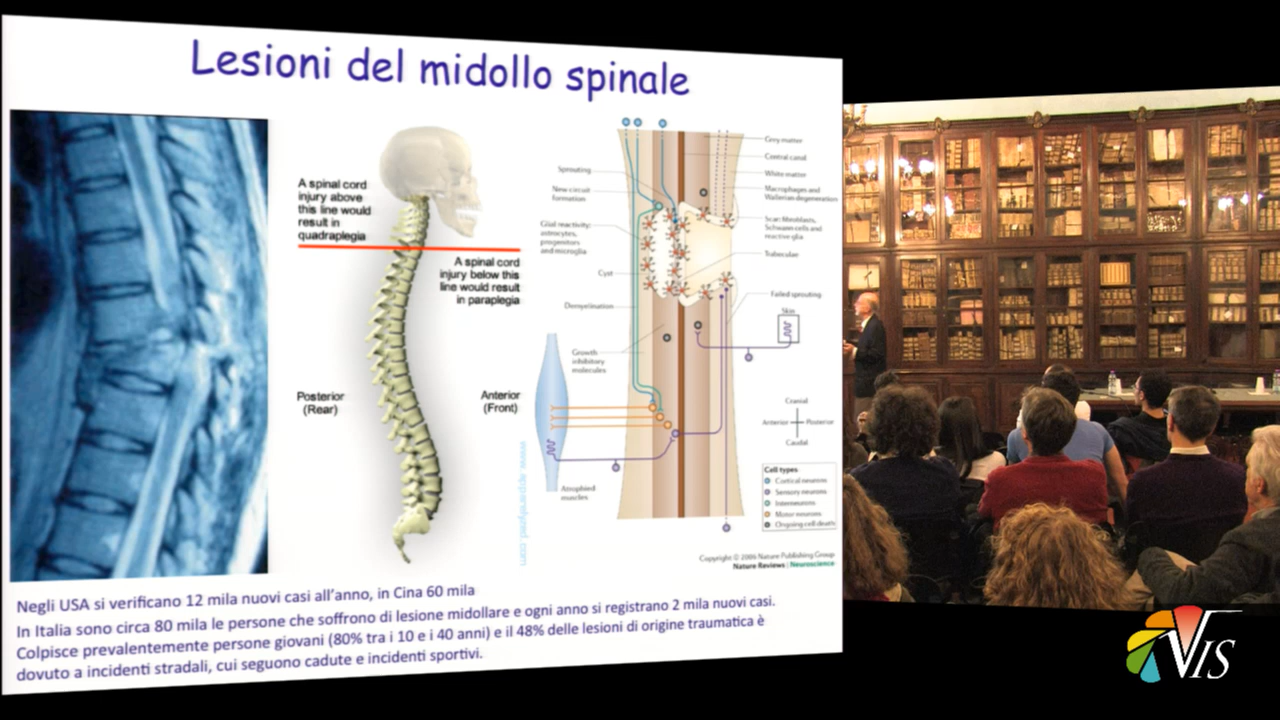 Lesioni del midollo spinale
A spinal cord
injury above
this line would
result in
quadraplegia
A spinal cord
injury below this
line would result
in paraplegia
Posterior
(Rear)
Anterior
(Front)
www.apparelyzed.com
Sprouting
New circuit
formation
Glial reactivity:
astrocytes,
progenitors
and microglia
Cyst
Demyelination
Growth
inhibitory
molecules
Atrophied
muscles
Grey matter
Central canal
White matter
Macrophages and
Wallerian degeneration
Scar: fibroblasts,
Schwann cells and
reactive glia
Trabeculae
Failed sprouting
Skin
Cranial
Anterior
Posterior
Caudal
Cell types
Cortical neurons
Sensory neurons
Interneurons
Motor neurons
Ongoing cell death
Copyright © 2006 Nature Publishing Group
Nature Reviews | Neuroscience
Negli USA si verificano 12 mila nuovi casi all'anno, in Cina 60 mila
In Italia sono circa 80 mila le persone che soffrono di lesione midollare e ogni anno si registrano 2 mila nuovi casi.
Colpisce prevalentemente persone giovani (80% tra i 10 e i 40 anni) e il 48% delle lesioni di origine traumatica è
dovuto a incidenti stradali, cui seguono cadute e incidenti sportivi.
VIS